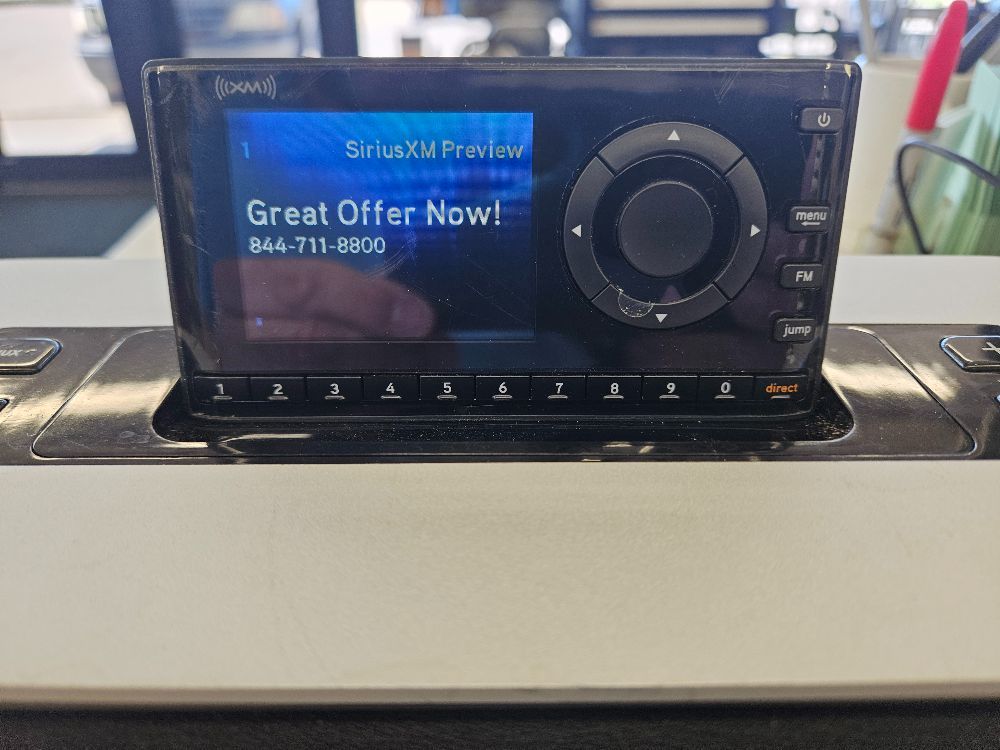 (((XM)))
1 SiriusXM Preview
Great Offer Now!
844-711-8800
menu
FM
jump
1 2 3 4 5 6 7 8 9 0 direct